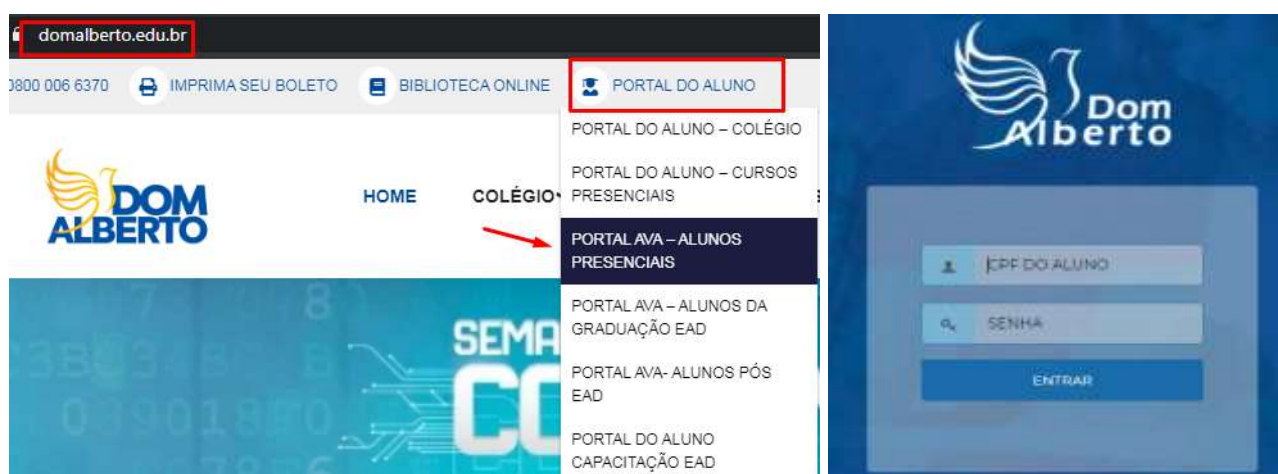 domalberto.edu.br
0800 006 6370 IMPRIMA SEU BOLETO BIBLIOTECA ONLINE PORTAL DO ALUNO
PORTAL DO ALUNO – COLÉGIO
PORTAL DO ALUNO – CURSOS
PRESENCIAIS
DOM
ALBERTO
HOME COLÉGIO
PORTAL AVA – ALUNOS
PRESENCIAIS
PORTAL AVA – ALUNOS DA
GRADUAÇÃO EAD
PORTAL AVA- ALUNOS PÓS
EAD
PORTAL DO ALUNO
CAPACITAÇÃO EAD
Dom
Alberto
CPF DO ALUNO
SENHA
ENTRAR